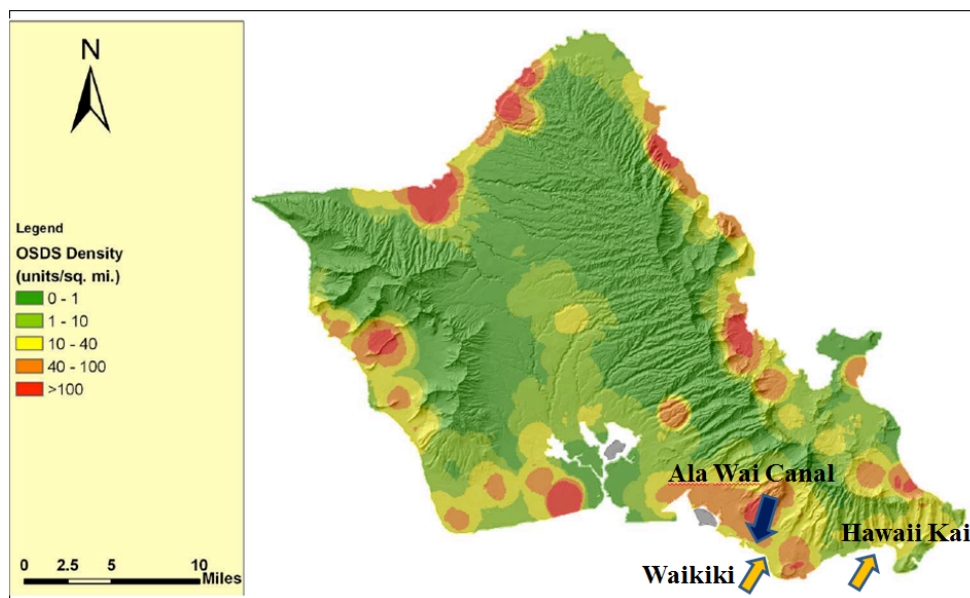 N
Legend
OSDS Density
(units/sq. mi.)
0 - 1
1 - 10
10 - 40
40 - 100
>100
0 2.5 5 10
Miles
Ala Wai Canal
Hawaii Kai
Waikiki